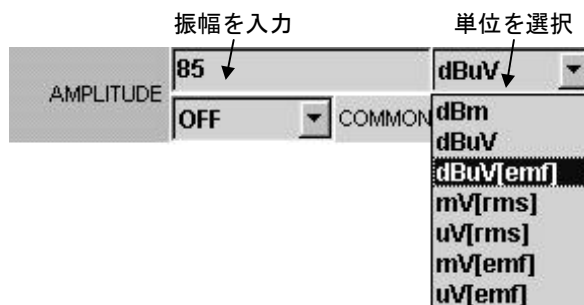 振幅を入力 単位を選択
AMPLITUDE 85 dBuV
OFF COMMON
dBm
dBuV
dBuV[emf]
mV[rms]
uV[rms]
mV[emf]
uV[emf]